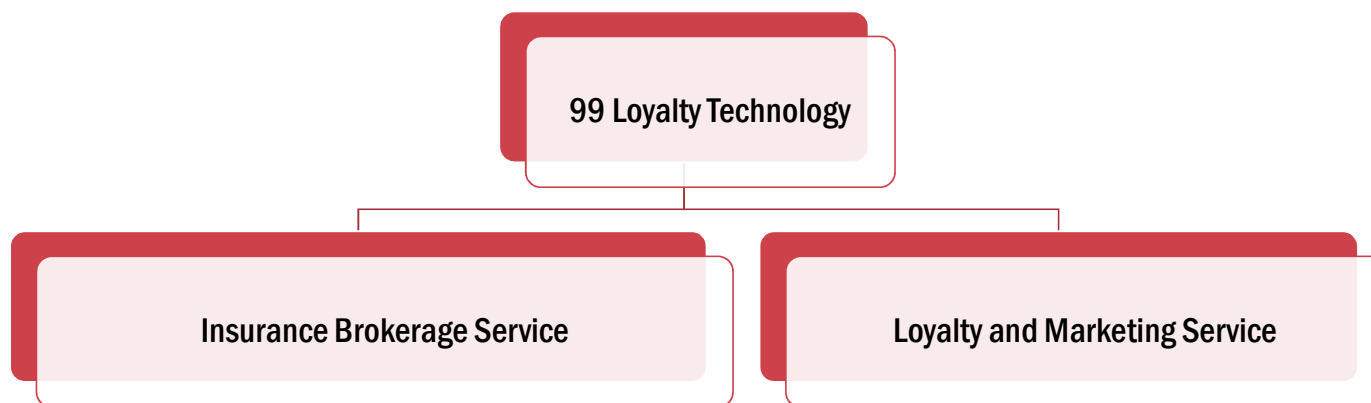 99 Loyalty Technology
Insurance Brokerage Service
Loyalty and Marketing Service